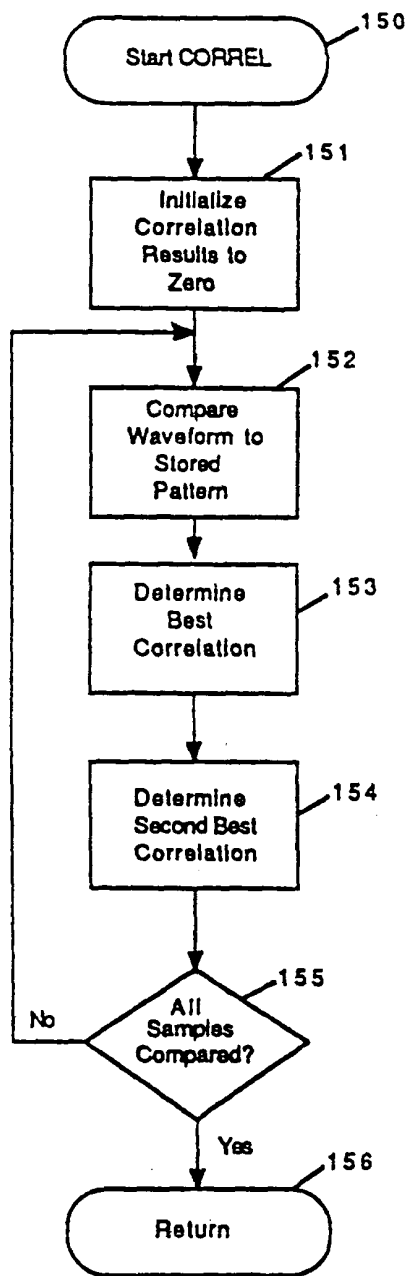 150
Start CORREL
151
Initialize
Correlation
Results to
Zero
152
Compare
Waveform to
Stored
Pattern
153
Determine
Best
Correlation
154
Determine
Second Best
Correlation
155
All
Samples
Compared?
No
Yes
156
Return